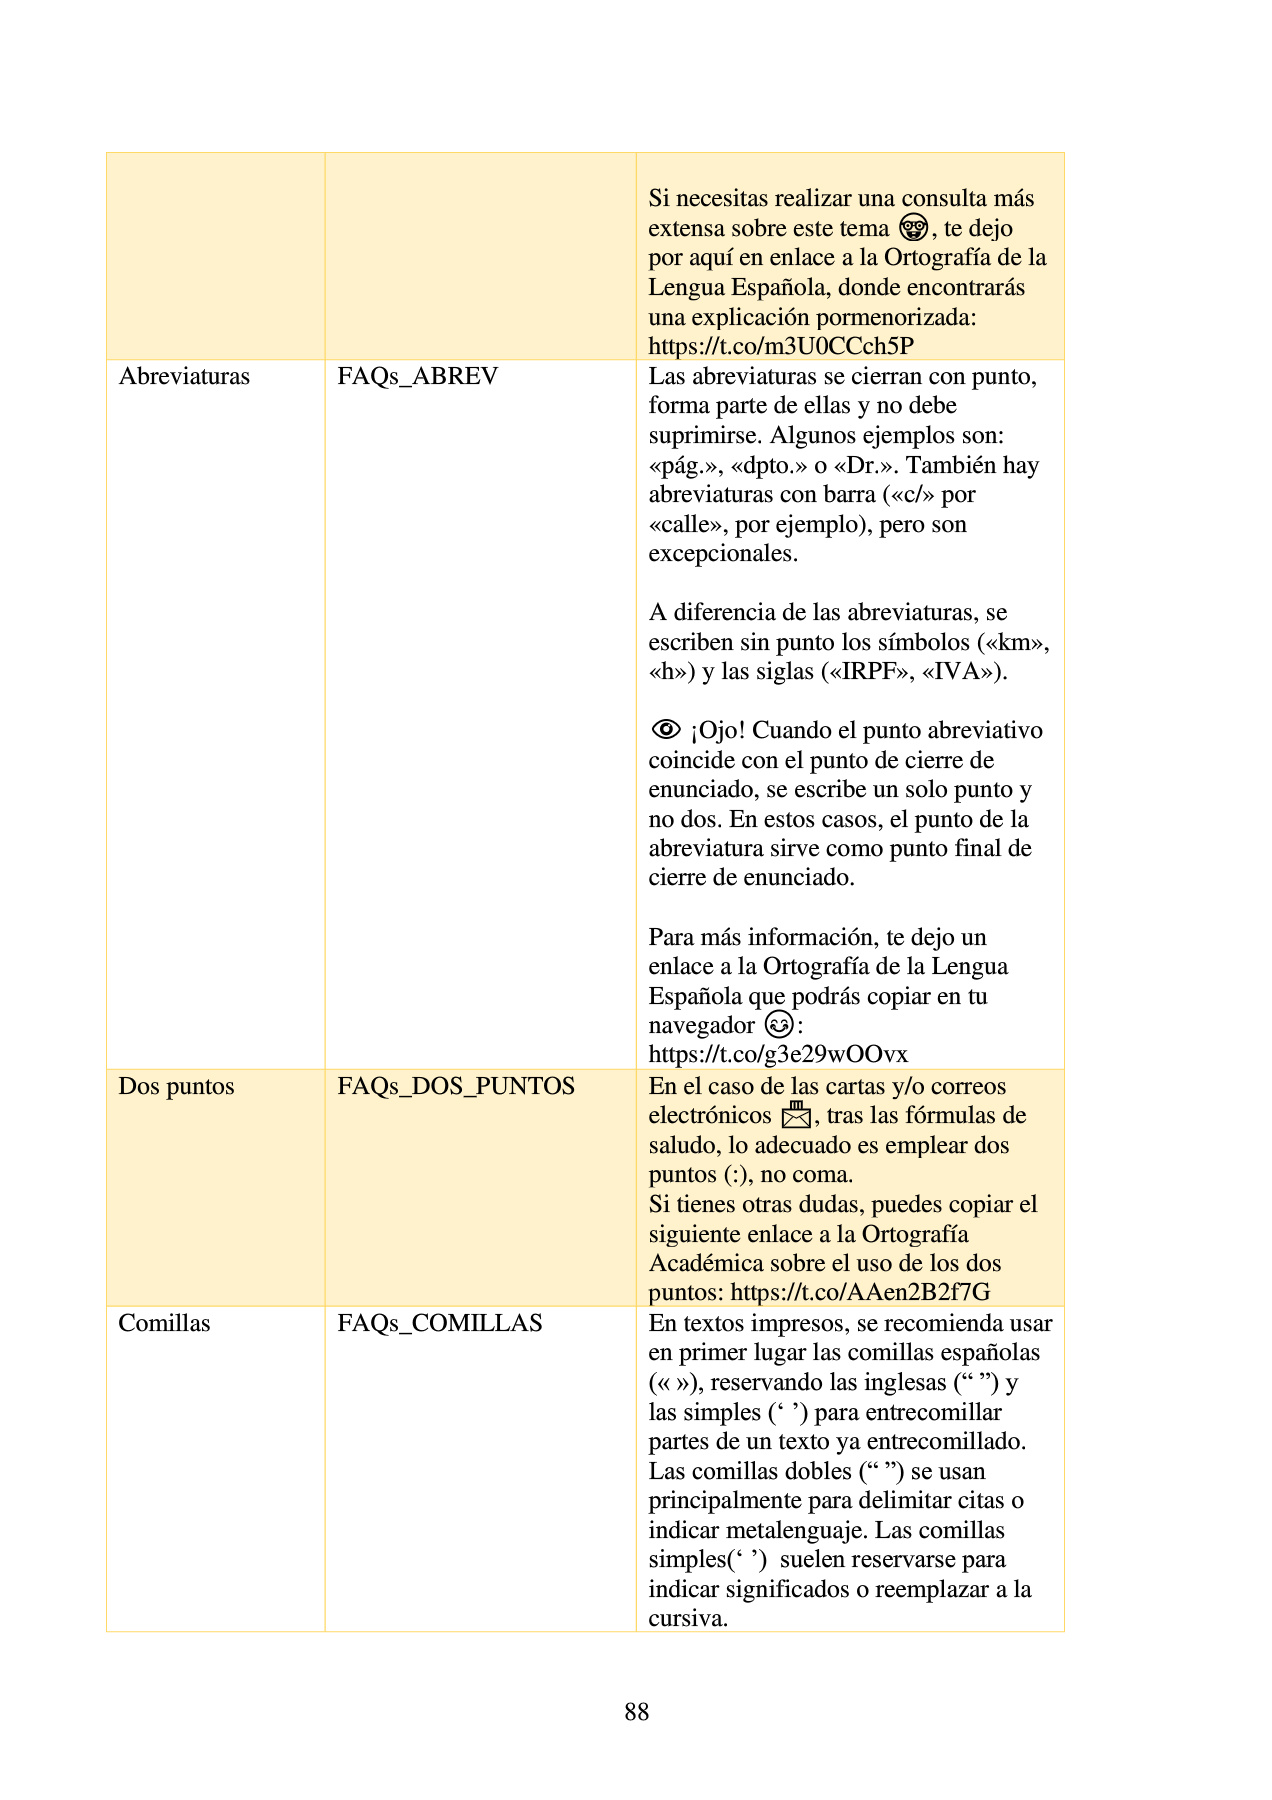 Si necesitas realizar una consulta más
extensa sobre este tema 🤓, te dejo
por aquí en enlace a la Ortografía de la
Lengua Española, donde encontrarás
una explicación pormenorizada:
https://t.co/m3U0CCch5P
Abreviaturas
FAQs_ABREV
Las abreviaturas se cierran con punto,
forma parte de ellas y no debe
suprimirse. Algunos ejemplos son:
«pág.», «dpto.» o «Dr.». También hay
abreviaturas con barra («c/» por
«calle», por ejemplo), pero son
excepcionales.
A diferencia de las abreviaturas, se
escriben sin punto los símbolos («km»,
«h») y las siglas («IRPF», «IVA»).
👁 ¡Ojo! Cuando el punto abreviativo
coincide con el punto de cierre de
enunciado, se escribe un solo punto y
no dos. En estos casos, el punto de la
abreviatura sirve como punto final de
cierre de enunciado.
Para más información, te dejo un
enlace a la Ortografía de la Lengua
Española que podrás copiar en tu
navegador 😊:
https://t.co/g3e29wOOvx
Dos puntos
FAQs_DOS_PUNTOS
En el caso de las cartas y/o correos
electrónicos 📩, tras las fórmulas de
saludo, lo adecuado es emplear dos
puntos (:), no coma.
Si tienes otras dudas, puedes copiar el
siguiente enlace a la Ortografía
Académica sobre el uso de los dos
puntos: https://t.co/AAen2B2f7G
Comillas
FAQs_COMILLAS
En textos impresos, se recomienda usar
en primer lugar las comillas españolas
(« »), reservando las inglesas (“ ”) y
las simples (‘ ’) para entrecomillar
partes de un texto ya entrecomillado.
Las comillas dobles (“ ”) se usan
principalmente para delimitar citas o
indicar metalenguaje. Las comillas
simples(‘ ’)  suelen reservarse para
indicar significados o reemplazar a la
cursiva.
88